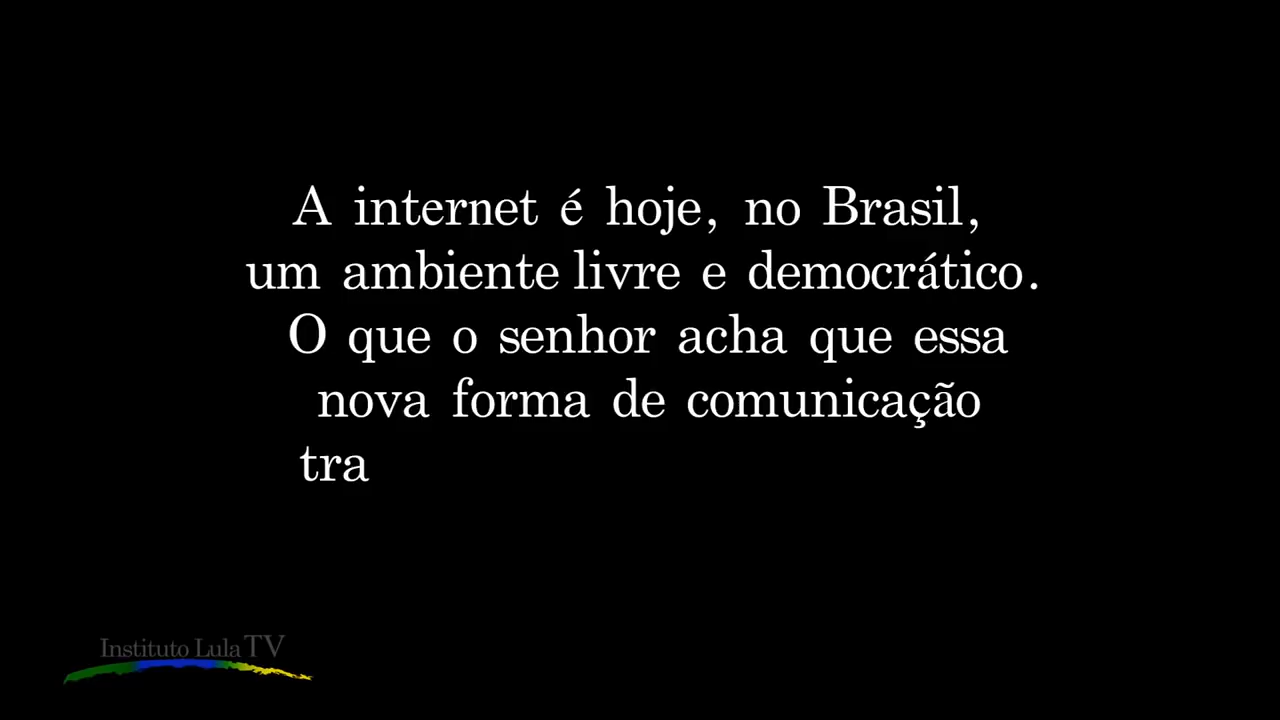 A internet é hoje, no Brasil,
um ambiente livre e democrático.
O que o senhor acha que essa
nova forma de comunicação
tra
Instituto Lula TV